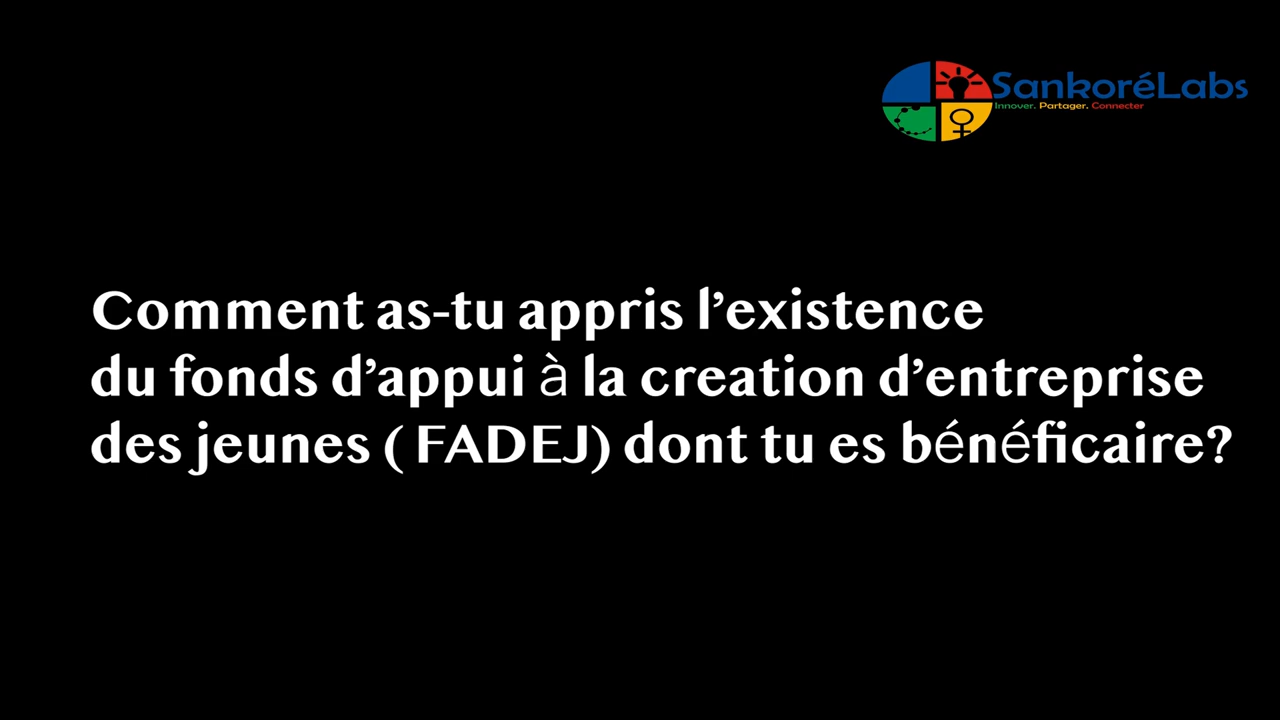 SankoréLabs
Innover. Partager. Connecter
Comment as-tu appris l’existence
du fonds d’appui à la creation d’entreprise
des jeunes ( FADEJ) dont tu es bénéficaire?